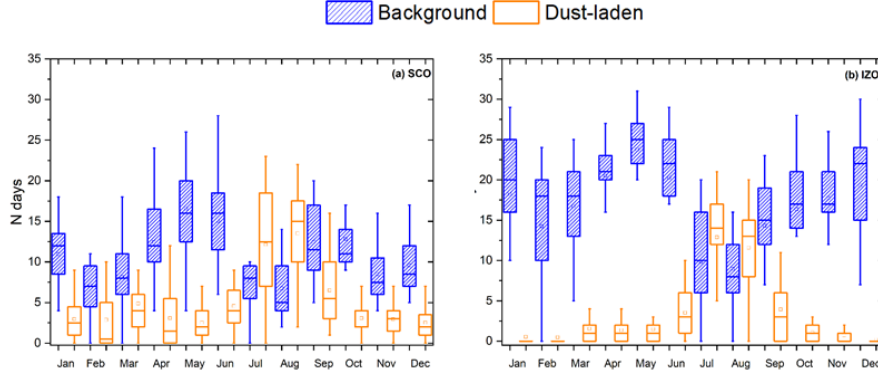 Background Dust-laden
(a) SCO
35
30
25
20
15
10
5
0
N days
Jan Feb Mar Apr May Jun Jul Aug Sep Oct Nov Dec
(b) IZO
35
30
25
20
15
10
5
0
Jan Feb Mar Apr May Jun Jul Aug Sep Oct Nov Dec